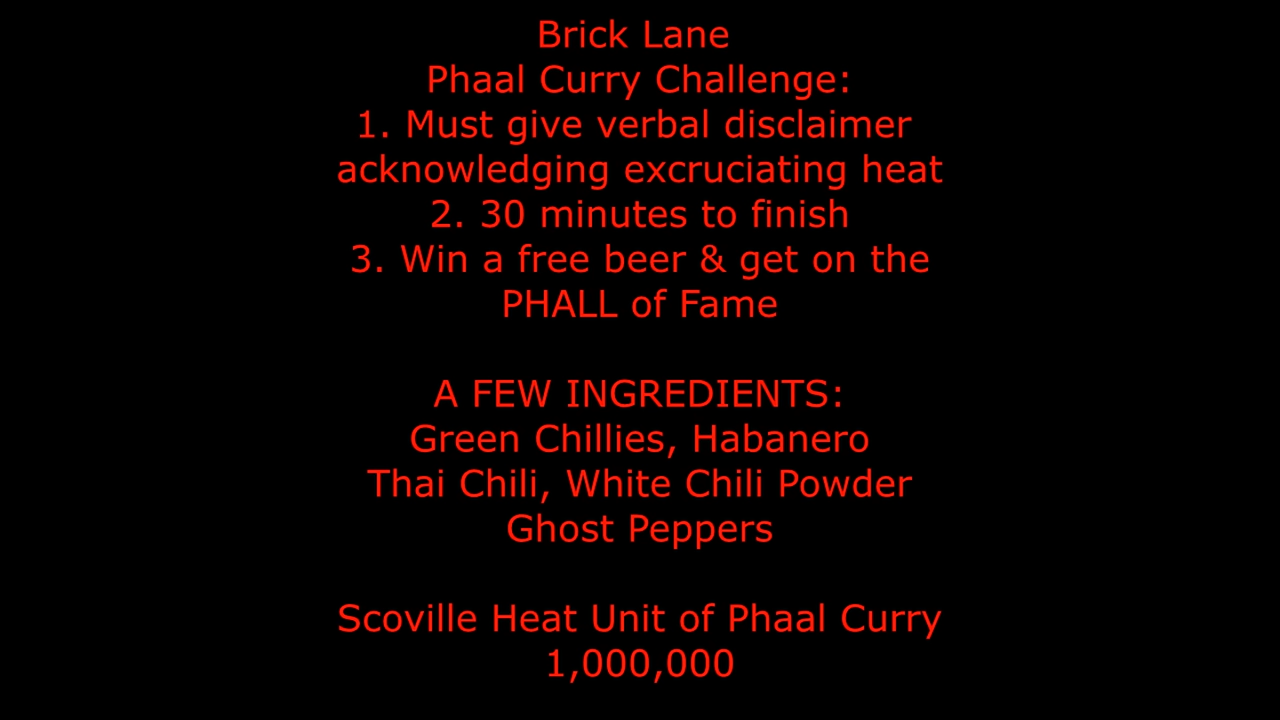 Brick Lane
Phaal Curry Challenge:
1. Must give verbal disclaimer
acknowledging excruciating heat
2. 30 minutes to finish
3. Win a free beer & get on the
PHALL of Fame
A FEW INGREDIENTS:
Green Chillies, Habanero
Thai Chili, White Chili Powder
Ghost Peppers
Scoville Heat Unit of Phaal Curry
1,000,000